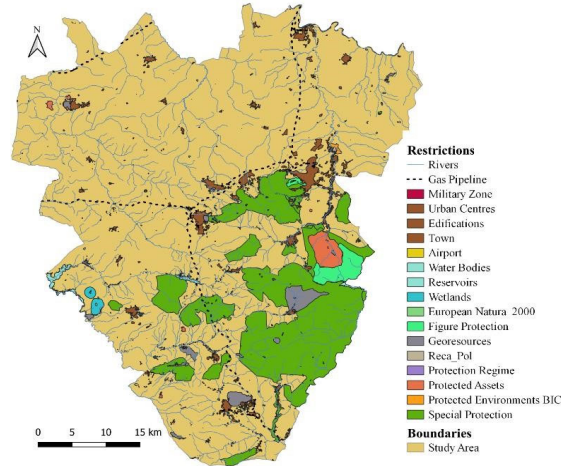 N
Restrictions
Rivers
Gas Pipeline
Military Zone
Urban Centres
Edifications
Town
Airport
Water Bodies
Reservoirs
Wetlands
European Natura 2000
Figure Protection
Georesources
Reca_Pol
Protection Regime
Protected Assets
Protected Environments BIC
Special Protection
Boundaries
Study Area
0 5 10 15 km